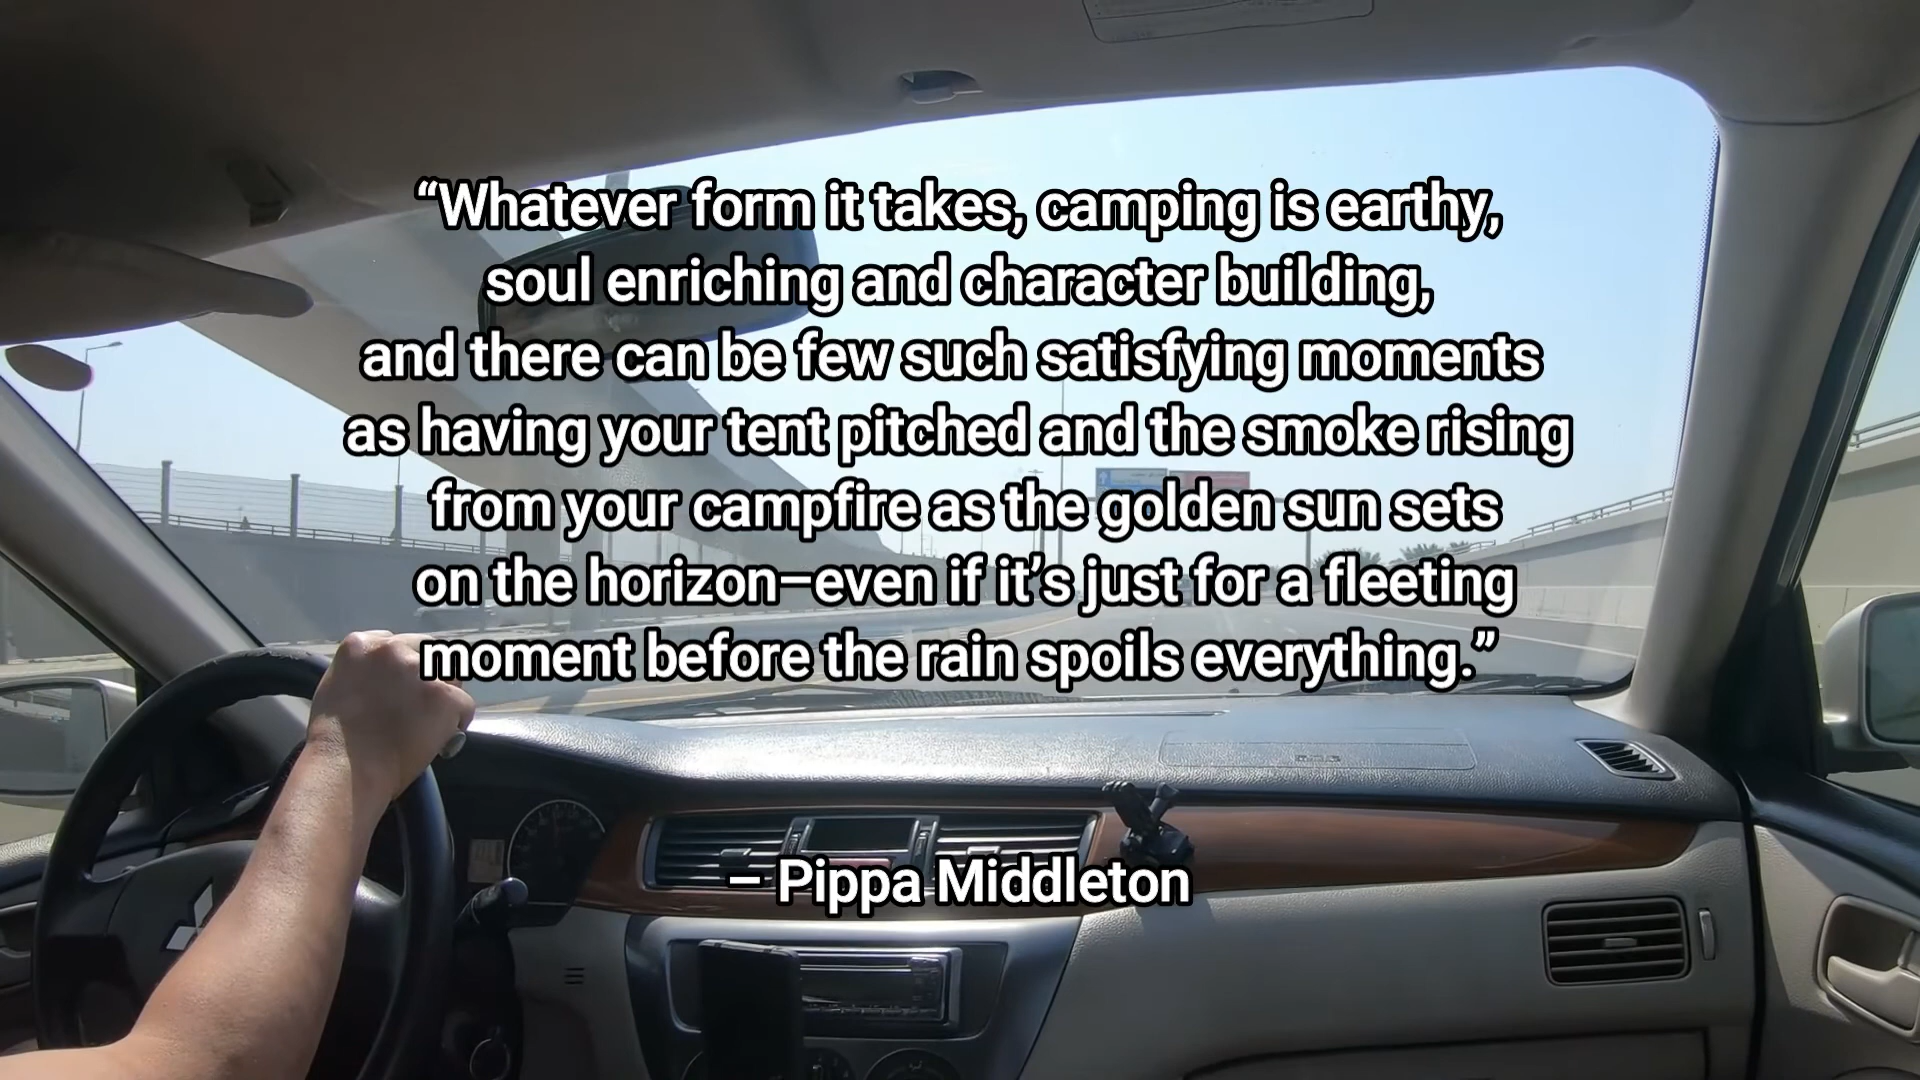 “Whatever form it takes, camping is earthy,
soul enriching and character building,
and there can be few such satisfying moments
as having your tent pitched and the smoke rising
from your campfire as the golden sun sets
on the horizon–even if it’s just for a fleeting
moment before the rain spoils everything.”
– Pippa Middleton